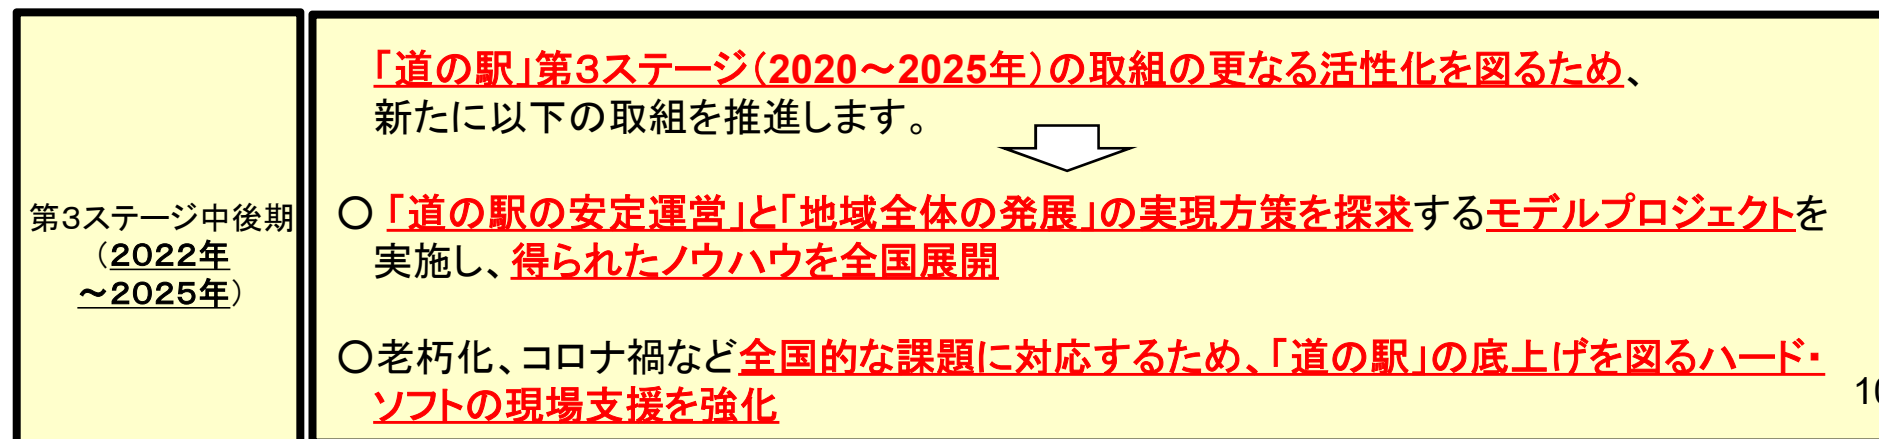 第3ステージ中後期
（2022年
～2025年）
「道の駅」第3ステージ（2020～2025年）の取組の更なる活性化を図るため、
新たに以下の取組を推進します。
〇「道の駅の安定運営」と「地域全体の発展」の実現方策を探求するモデルプロジェクトを
実施し、得られたノウハウを全国展開
〇老朽化、コロナ禍など全国的な課題に対応するため、「道の駅」の底上げを図るハード・
ソフトの現場支援を強化